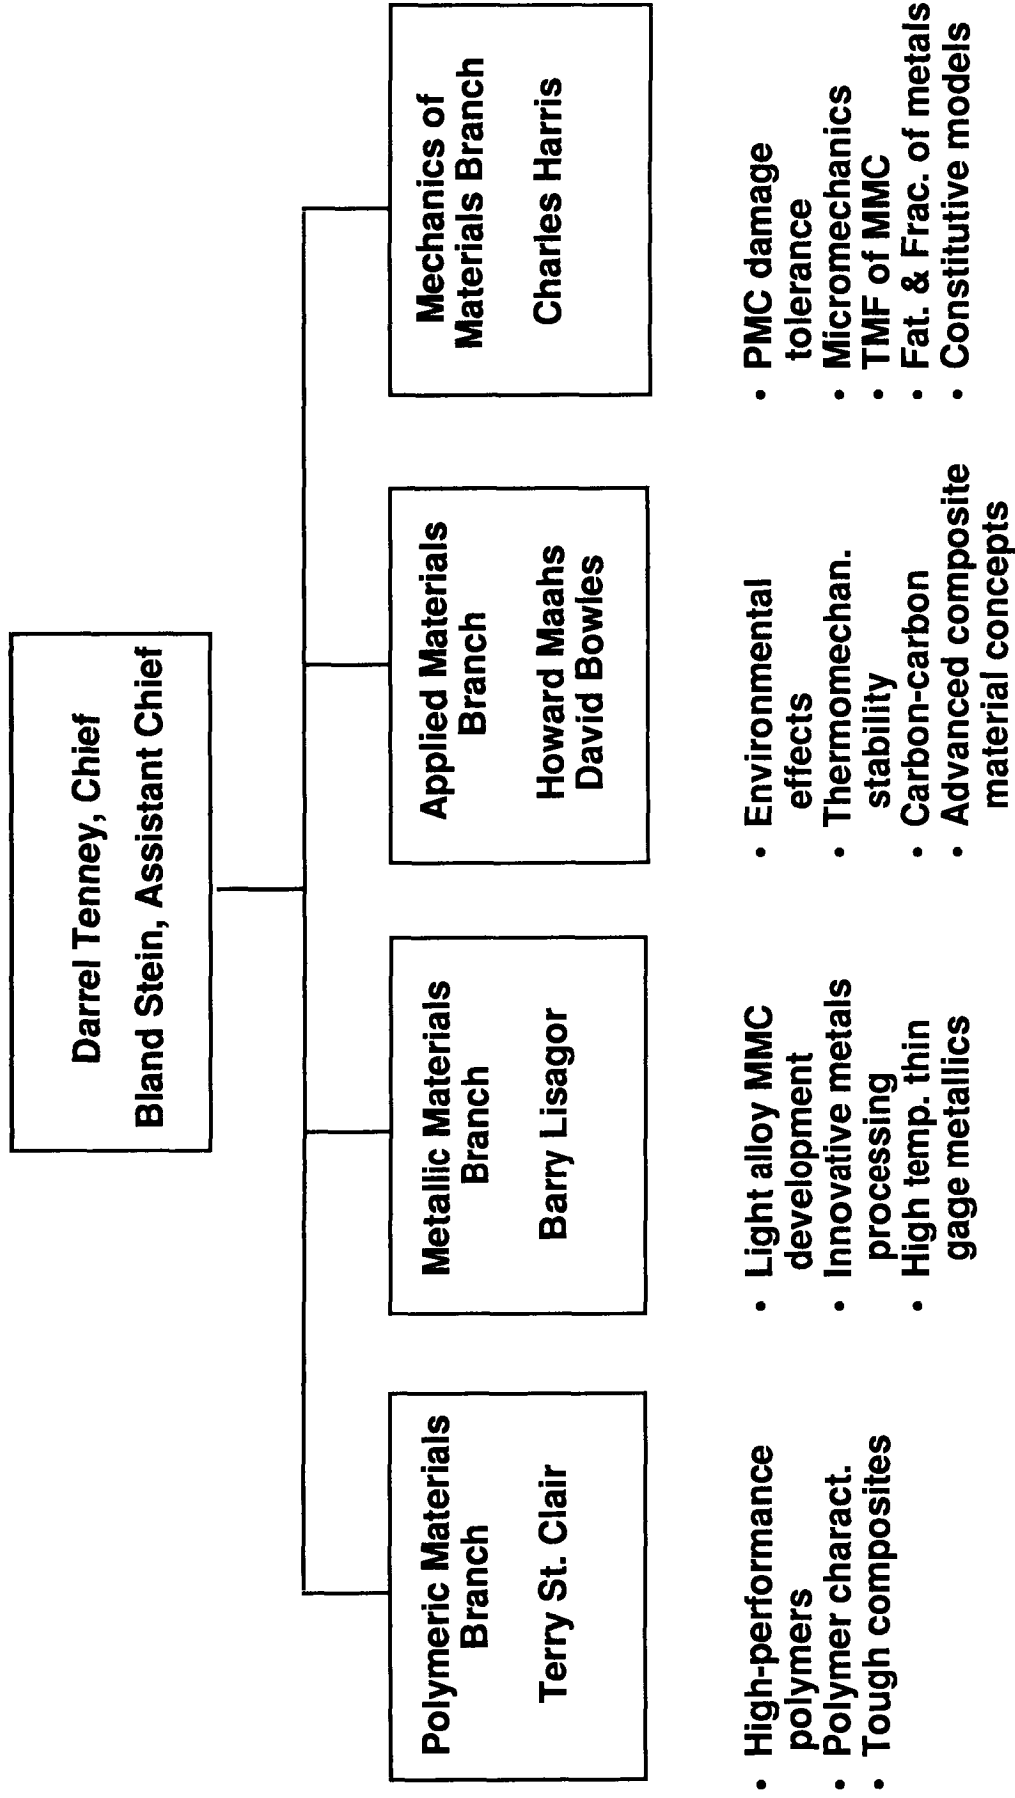 Darrel Tenney, Chief
Bland Stein, Assistant Chief
Polymeric Materials
Branch
Terry St. Clair
• High-performance
polymers
• Polymer charact.
• Tough composites
Metallic Materials
Branch
Barry Lisagor
• Light alloy MMC
development
• Innovative metals
processing
• High temp. thin
gage metallics
Applied Materials
Branch
Howard Maahs
David Bowles
• Environmental
effects
• Thermomechan.
stability
• Carbon-carbon
• Advanced composite
material concepts
Mechanics of
Materials Branch
Charles Harris
• PMC damage
tolerance
• Micromechanics
• TMF of MMC
• Fat. & Frac. of metals
• Constitutive models